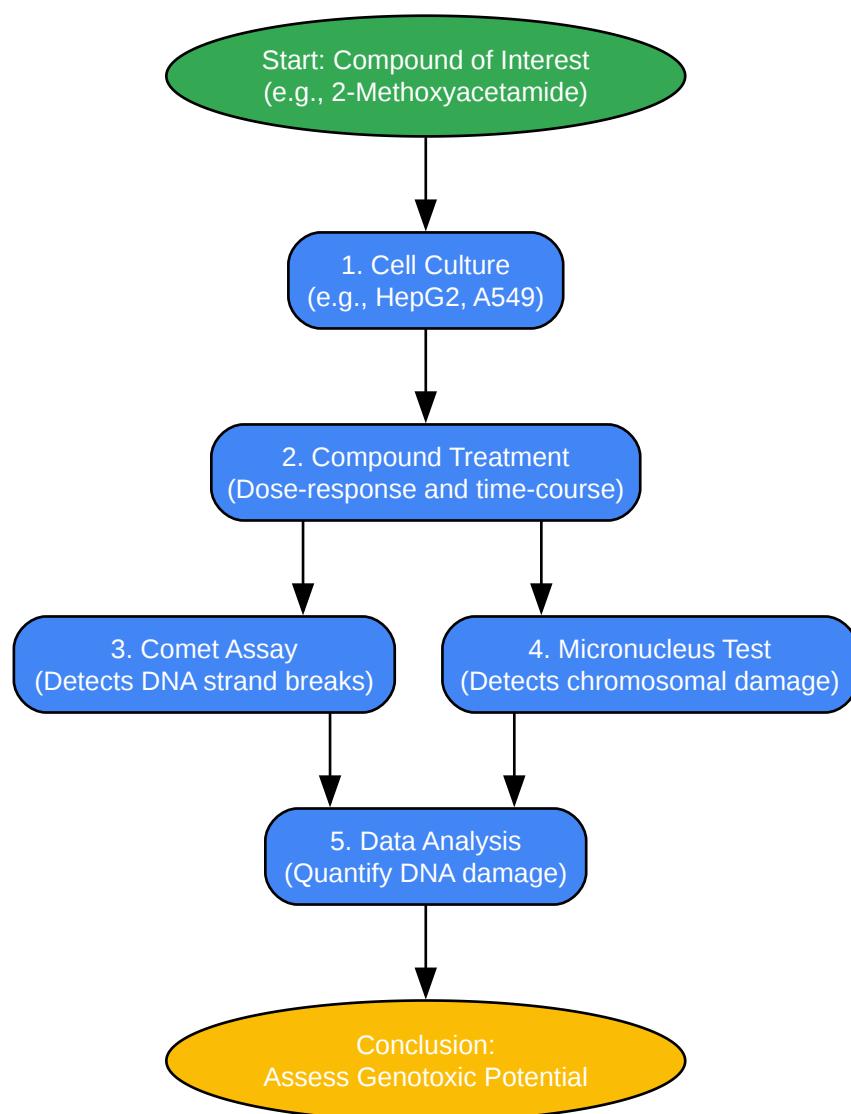 Start: Compound of Interest
(e.g., 2-Methoxyacetamide)
1. Cell Culture
(e.g., HepG2, A549)
2. Compound Treatment
(Dose-response and time-course)
3. Comet Assay
(Detects DNA strand breaks)
4. Micronucleus Test
(Detects chromosomal damage)
5. Data Analysis
(Quantify DNA damage)
Conclusion:
Assess Genotoxic Potential